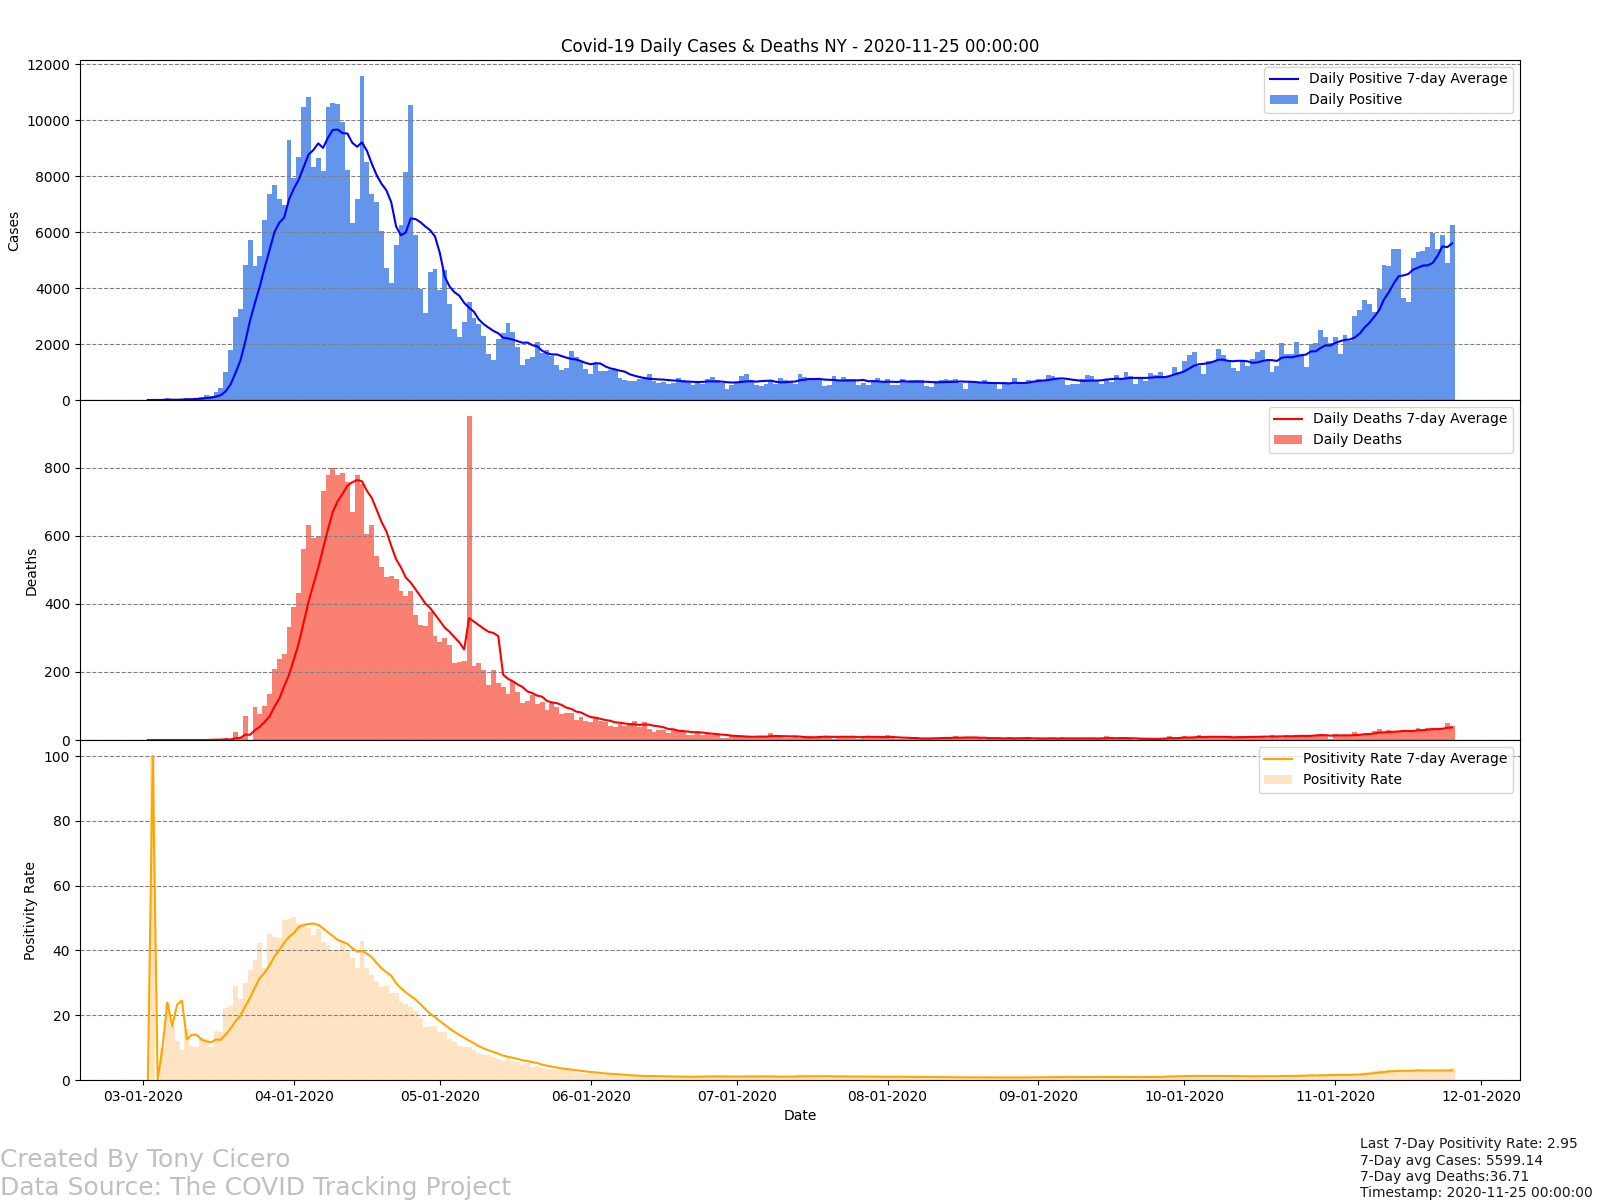 Covid-19 Daily Cases & Deaths NY - 2020-11-25 00:00:00
12000
10000
8000
6000
4000
2000
0
Cases
Daily Positive 7-day Average
Daily Positive
800
600
400
200
0
Deaths
Daily Deaths 7-day Average
Daily Deaths
100
80
60
40
20
0
Positivity Rate
Positivity Rate 7-day Average
Positivity Rate
03-01-2020 04-01-2020 05-01-2020 06-01-2020 07-01-2020 08-01-2020 09-01-2020 10-01-2020 11-01-2020 12-01-2020
Date
Created By Tony Cicero
Data Source: The COVID Tracking Project
Last 7-Day Positivity Rate: 2.95
7-Day avg Cases: 5599.14
7-Day avg Deaths:36.71
Timestamp: 2020-11-25 00:00:00